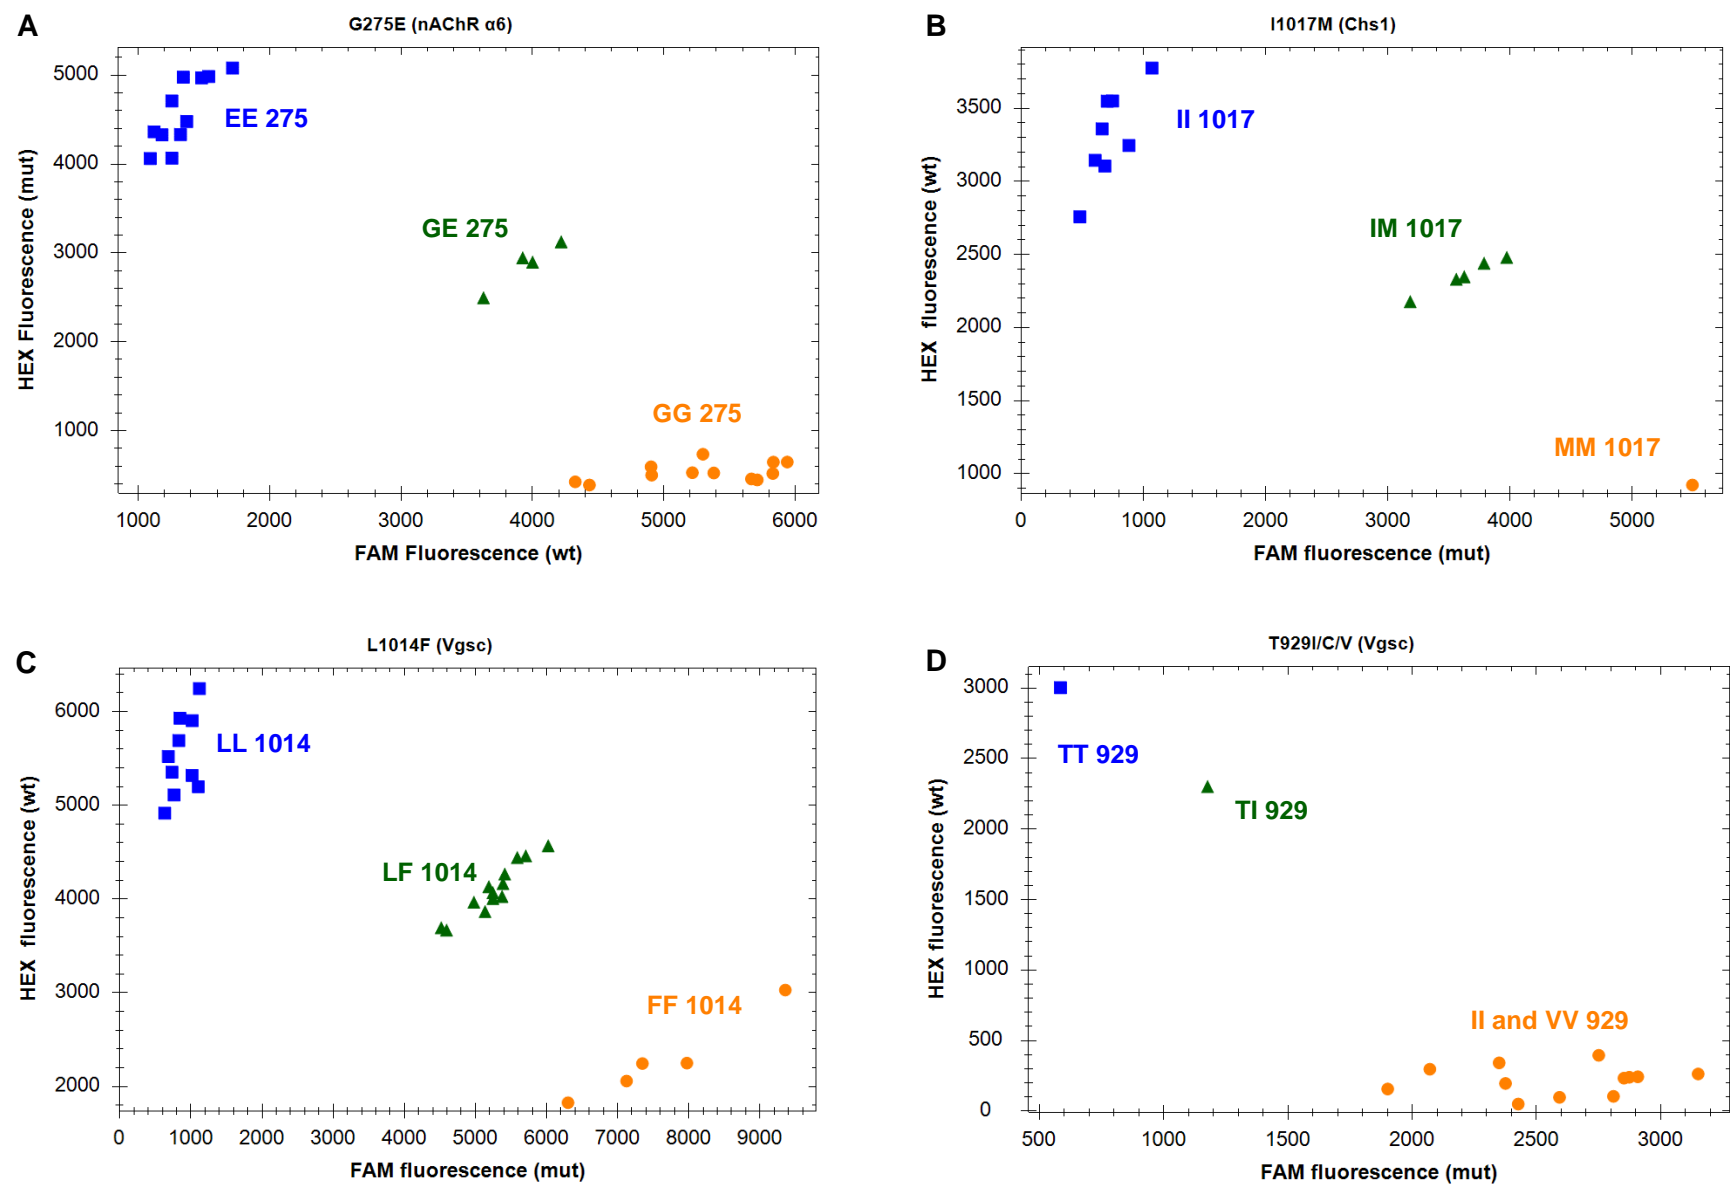 A
G275E (nAChR α6)
5000
4000
3000
2000
1000
HEX Fluorescence (mut)
EE 275
GE 275
GG 275
1000 2000 3000 4000 5000 6000
FAM Fluorescence (wt)
B
I1017M (Chs1)
3500
3000
2500
2000
1500
1000
HEX fluorescence (wt)
II 1017
IM 1017
MM 1017
0 1000 2000 3000 4000 5000
FAM fluorescence (mut)
C
L1014F (Vgsc)
6000
5000
4000
3000
2000
HEX fluorescence (wt)
LL 1014
LF 1014
FF 1014
0 1000 2000 3000 4000 5000 6000 7000 8000 9000
FAM fluorescence (mut)
D
T929I/C/V (Vgsc)
3000
2500
2000
1500
1000
500
0
HEX fluorescence (wt)
TT 929
TI 929
II and VV 929
500 1000 1500 2000 2500 3000
FAM fluorescence (mut)